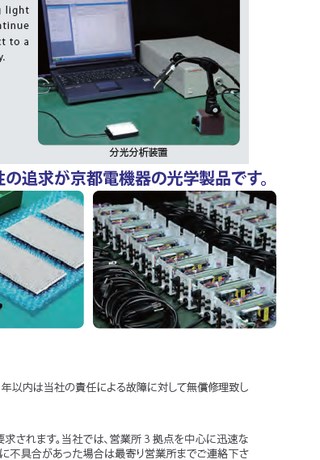 light
tinue
t to a
y.
分光分析装置
の追求が京都電機器の光学製品です。
年以内は当社の責任による故障に対して無償修理致し
要求されます。当社では、営業所3拠点を中心に迅速な
に不具合があった場合は最寄り営業所までご連絡下さ